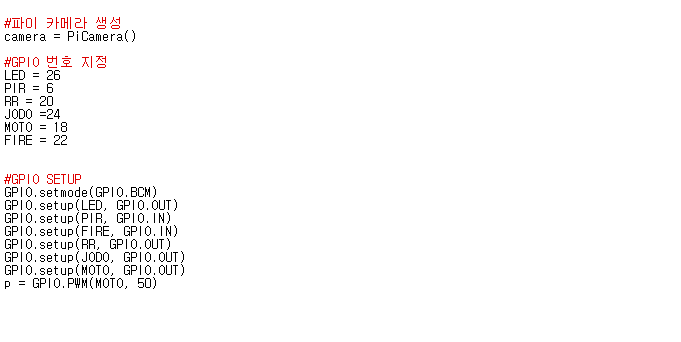 #파이 카메라 생성
camera = PiCamera()
#GPIO 번호 지정
LED = 26
PIR = 6
RR = 20
JODO =24
MOTO = 18
FIRE = 22
#GPIO SETUP
GPIO.setmode(GPIO.BCM)
GPIO.setup(LED, GPIO.OUT)
GPIO.setup(PIR, GPIO.IN)
GPIO.setup(FIRE, GPIO.IN)
GPIO.setup(RR, GPIO.OUT)
GPIO.setup(JODO, GPIO.OUT)
GPIO.setup(MOTO, GPIO.OUT)
p = GPIO.PWM(MOTO, 50)